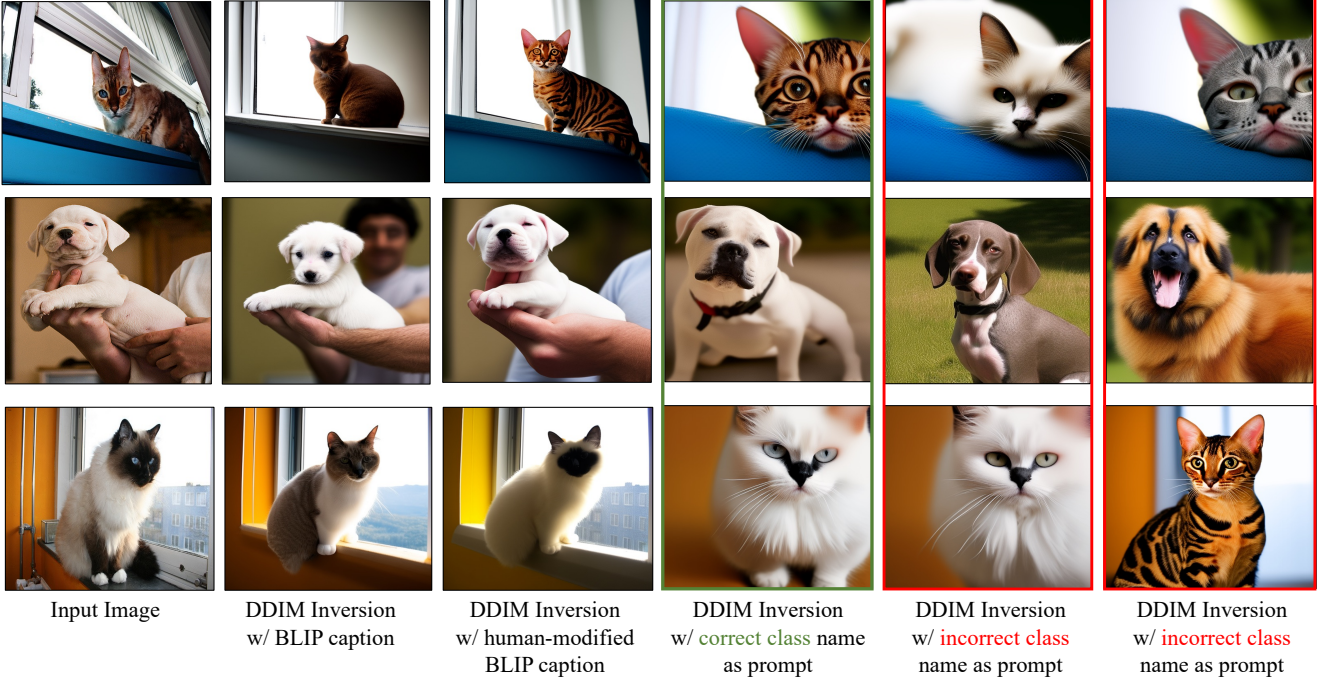 Input Image
DDIM Inversion
w/ BLIP caption
DDIM Inversion
w/ human-modified
BLIP caption
DDIM Inversion
w/ correct class name
as prompt
DDIM Inversion
w/ incorrect class
name as prompt
DDIM Inversion
w/ incorrect class
name as prompt